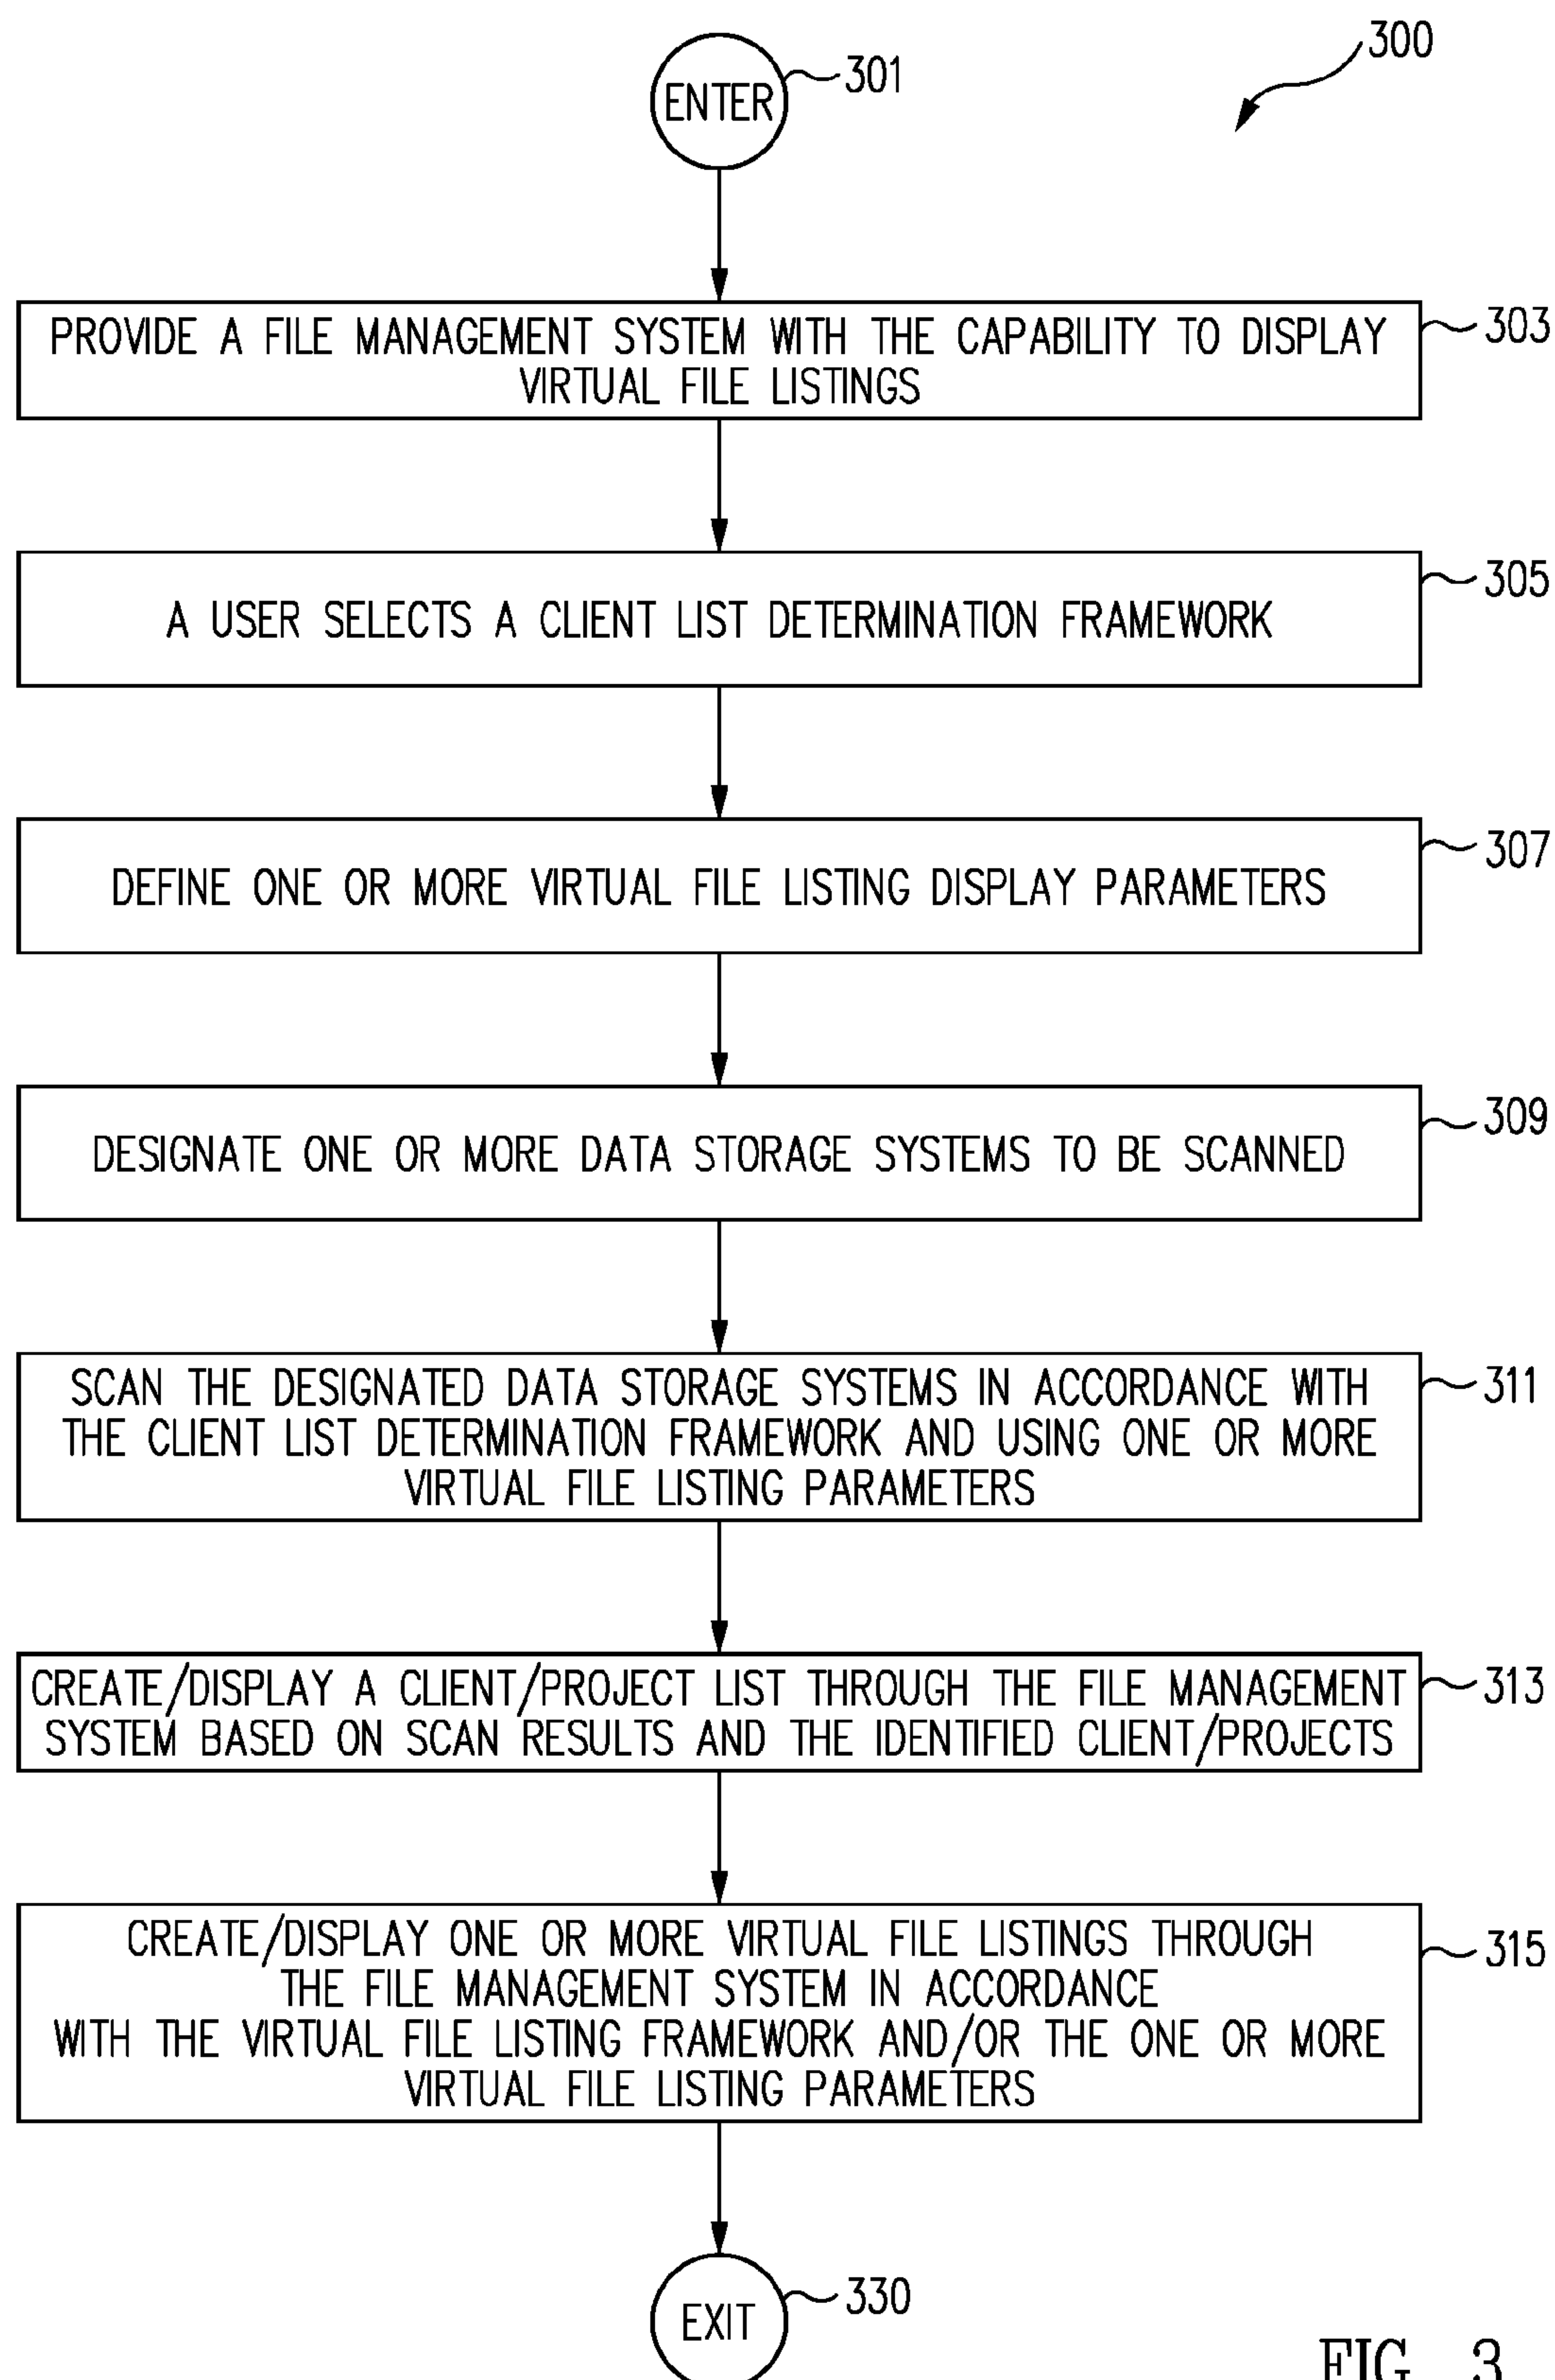 300
ENTER
301
PROVIDE A FILE MANAGEMENT SYSTEM WITH THE CAPABILITY TO DISPLAY
VIRTUAL FILE LISTINGS
303
A USER SELECTS A CLIENT LIST DETERMINATION FRAMEWORK
305
DEFINE ONE OR MORE VIRTUAL FILE LISTING DISPLAY PARAMETERS
307
DESIGNATE ONE OR MORE DATA STORAGE SYSTEMS TO BE SCANNED
309
SCAN THE DESIGNATED DATA STORAGE SYSTEMS IN ACCORDANCE WITH
THE CLIENT LIST DETERMINATION FRAMEWORK AND USING ONE OR MORE
VIRTUAL FILE LISTING PARAMETERS
311
CREATE/DISPLAY A CLIENT/PROJECT LIST THROUGH THE FILE MANAGEMENT
SYSTEM BASED ON SCAN RESULTS AND THE IDENTIFIED CLIENT/PROJECTS
313
CREATE/DISPLAY ONE OR MORE VIRTUAL FILE LISTINGS THROUGH
THE FILE MANAGEMENT SYSTEM IN ACCORDANCE
WITH THE VIRTUAL FILE LISTING FRAMEWORK AND/OR THE ONE OR MORE
VIRTUAL FILE LISTING PARAMETERS
315
EXIT
330
FIG. 3